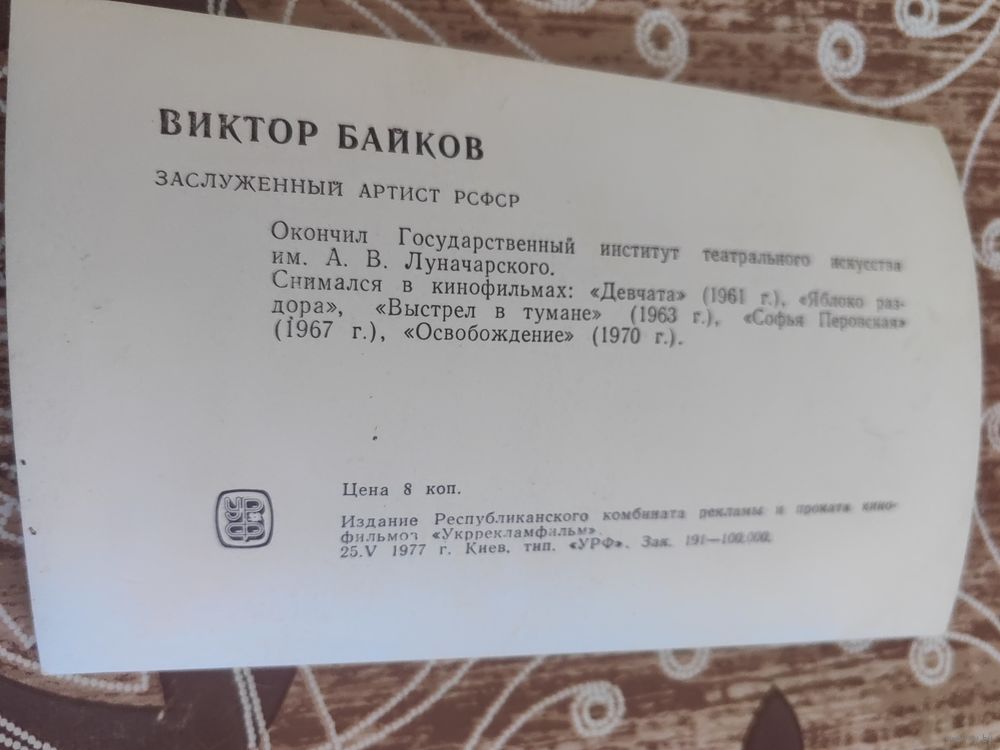 ВИКТОР БАЙКОВ
ЗАСЛУЖЕННЫЙ АРТИСТ РСФСР
Окончил Государственный институт театрального искусства
им. А. В. Луначарского.
Снимался в кинофильмах: «Девчата» (1961 г.), «Яблоко раз-
дора», «Выстрел в тумане» (1963 г.), «Софья Перовская»
(1967 г.), «Освобождение» (1970 г.).
УРФ
Цена 8 коп.
Издание Республиканского комбината рекламы и проката кино-
фильмов «Укррекламфильм».
25.V 1977 г. Киев, тип. «УРФ». Зак. 191—100.000.